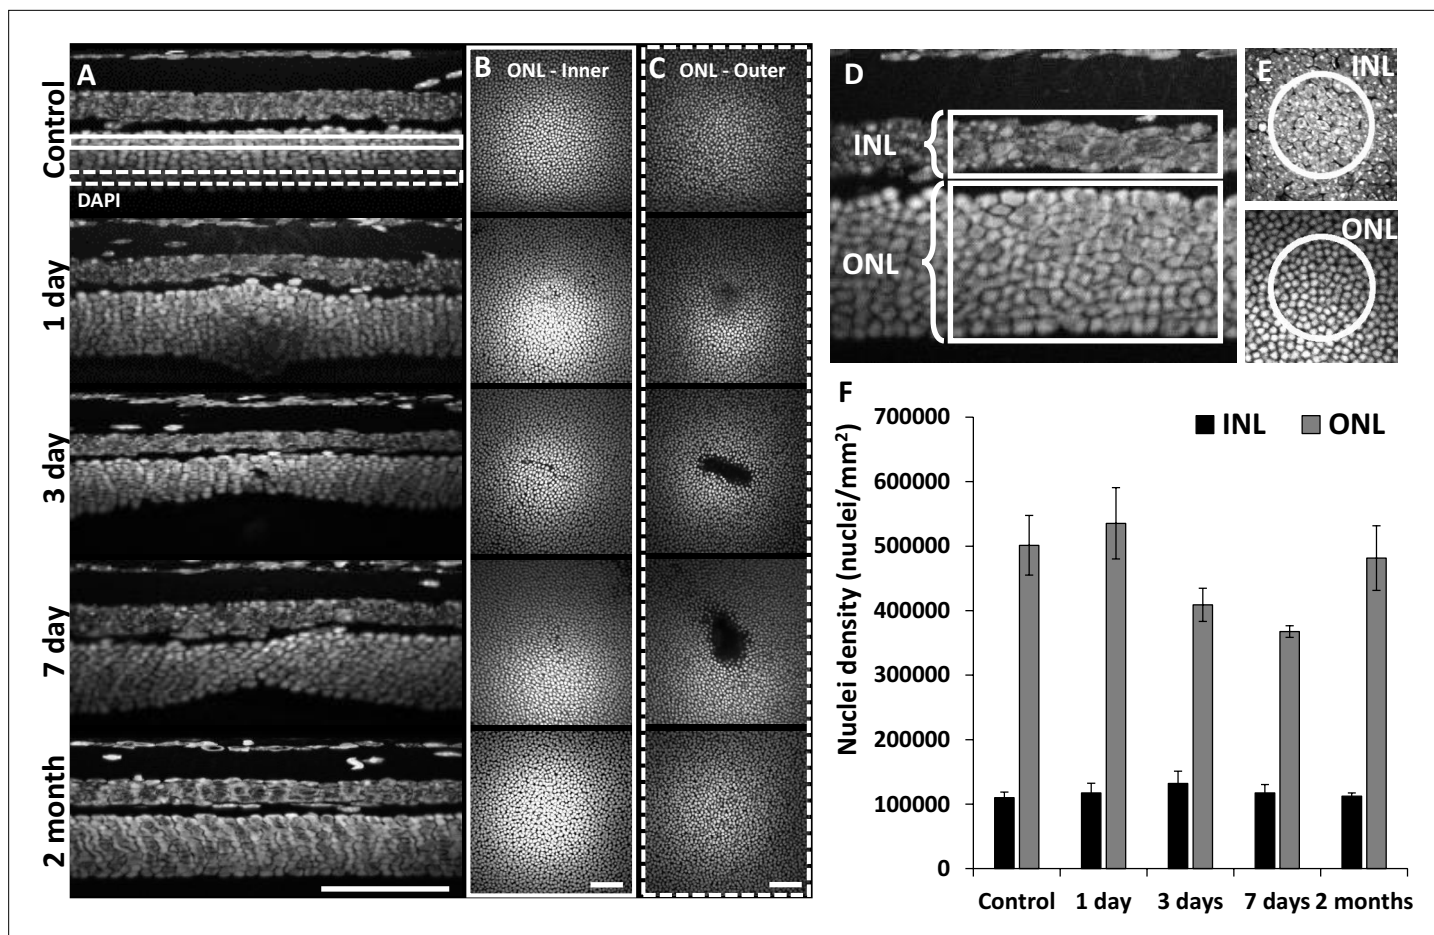 A
B ONL - Inner
C ONL - Outer
Control
DAPI
1 day
3 day
7 day
2 month
D
INL
ONL
E INL
ONL
F
700000
600000
500000
400000
300000
200000
100000
0
Nuclei density (nuclei/mm²)
INL ONL
Control 1 day 3 days 7 days 2 months